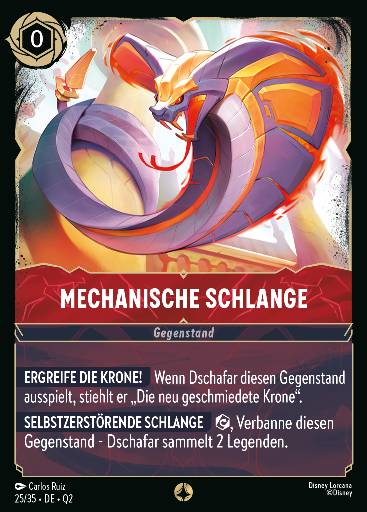 0
MECHANISCHE SCHLANGE
Gegenstand
ERGREIFE DIE KRONE! Wenn Dschafar diesen Gegenstand
ausspielt, stiehlt er „Die neu geschmiedete Krone“.
SELBSTZERSTÖRENDE SCHLANGE , Verbanne diesen
Gegenstand - Dschafar sammelt 2 Legenden.
Carlos Ruiz
25/35 • DE • Q2
Disney Lorcana
©Disney